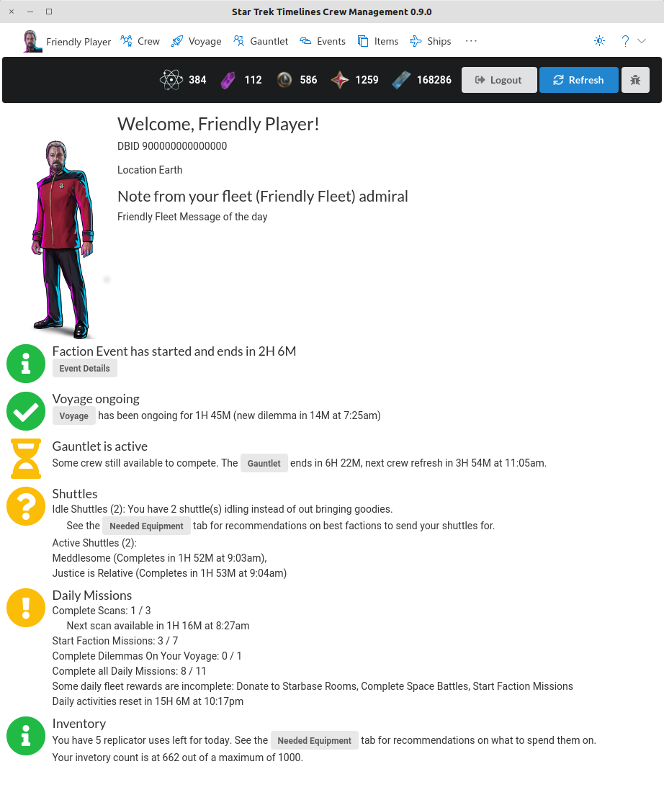 Star Trek Timelines Crew Management 0.9.0
Friendly Player Crew Voyage Gauntlet Events Items Ships ...
384 112 586 1259 168286 Logout Refresh
Welcome, Friendly Player!
DBID 900000000000000
Location Earth
Note from your fleet (Friendly Fleet) admiral
Friendly Fleet Message of the day
Faction Event has started and ends in 2H 6M
Event Details
Voyage ongoing
Voyage has been ongoing for 1H 45M (new dilemma in 14M at 7:25am)
Gauntlet is active
Some crew still available to compete. The Gauntlet ends in 6H 22M, next crew refresh in 3H 54M at 11:05am.
Shuttles
Idle Shuttles (2): You have 2 shuttle(s) idling instead of out bringing goodies.
See the Needed Equipment tab for recommendations on best factions to send your shuttles for.
Active Shuttles (2):
Meddlesome (Completes in 1H 52M at 9:03am),
Justice is Relative (Completes in 1H 53M at 9:04am)
Daily Missions
Complete Scans: 1 / 3
Next scan available in 1H 16M at 8:27am
Start Faction Missions: 3 / 7
Complete Dilemmas On Your Voyage: 0 / 1
Complete all Daily Missions: 8 / 11
Some daily fleet rewards are incomplete: Donate to Starbase Rooms, Complete Space Battles, Start Faction Missions
Daily activities reset in 15H 6M at 10:17pm
Inventory
You have 5 replicator uses left for today. See the Needed Equipment tab for recommendations on what to spend them on.
Your invetory count is at 662 out of a maximum of 1000.